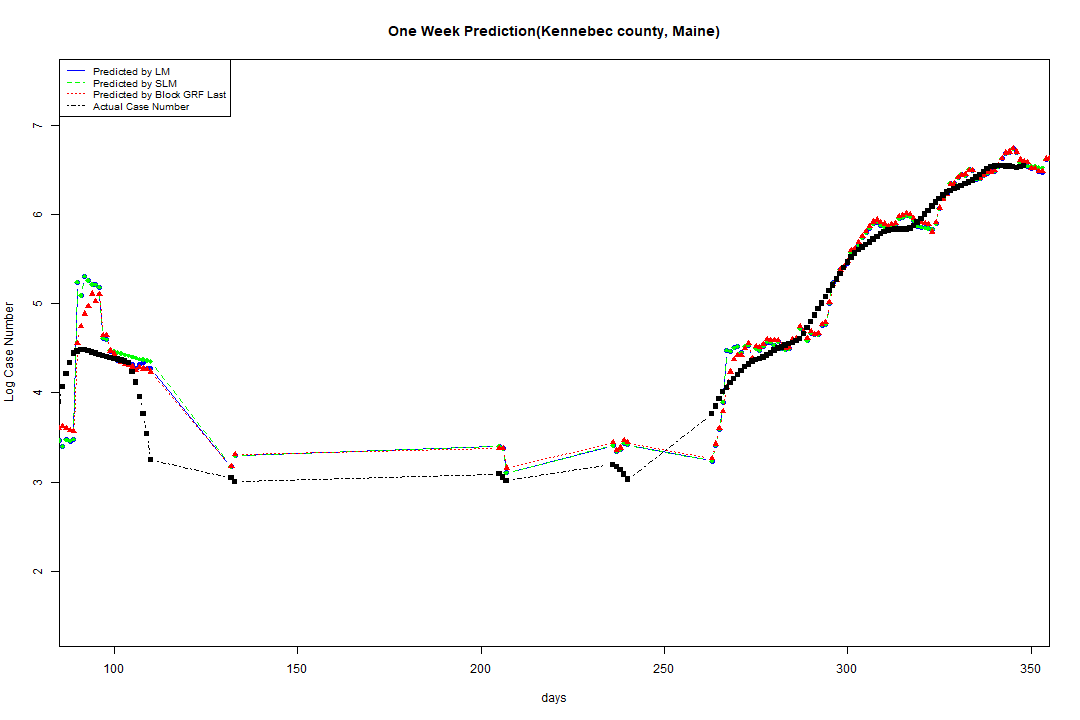 One Week Prediction(Kennebec county, Maine)
Predicted by LM
Predicted by SLM
Predicted by Block GRF Last
Actual Case Number
Log Case Number
7
6
5
4
3
2
100 150 200 250 300 350
days